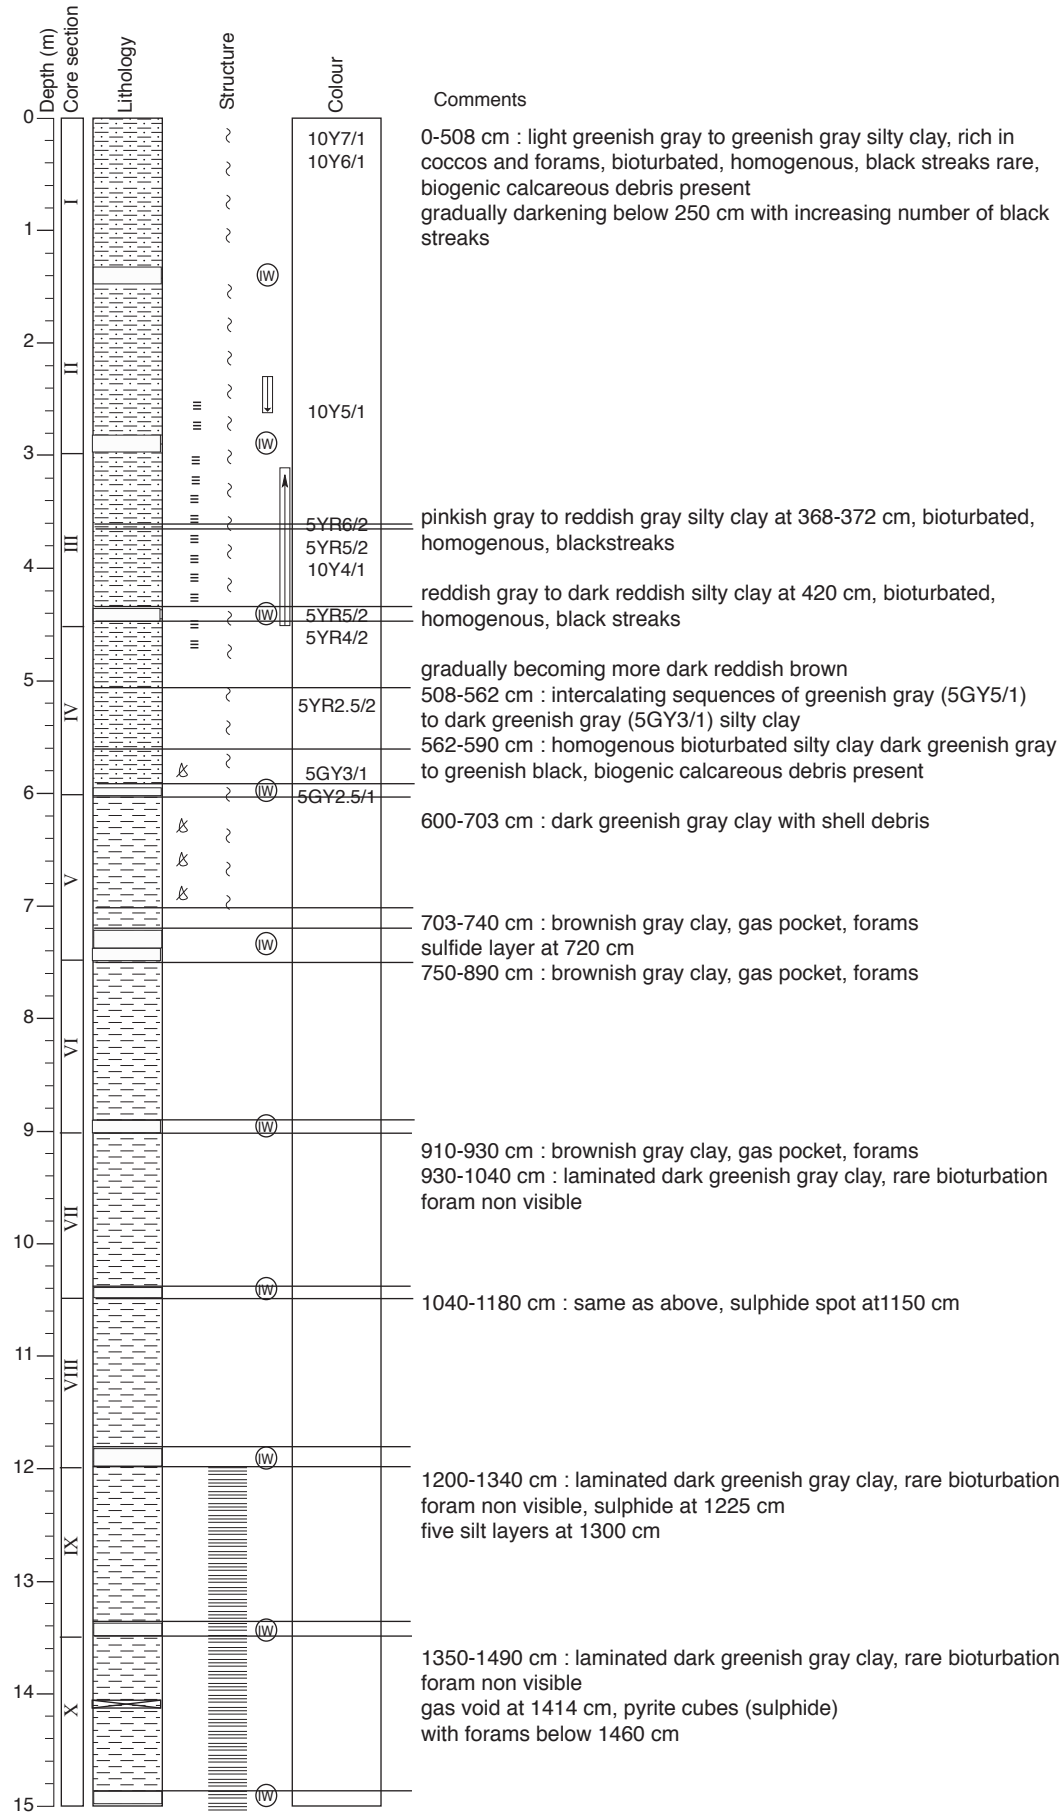 Depth (m)
Core section
Lithology
Structure
Colour
Comments
0
10Y7/1
10Y6/1
0-508 cm : light greenish gray to greenish gray silty clay, rich in
coccos and forams, bioturbated, homogenous, black streaks rare,
biogenic calcareous debris present
gradually darkening below 250 cm with increasing number of black
streaks
I
1
IW
2
II
10Y5/1
IW
3
5YR6/2
5YR5/2
10Y4/1
pinkish gray to reddish gray silty clay at 368-372 cm, bioturbated,
homogenous, blackstreaks
III
4
reddish gray to dark reddish silty clay at 420 cm, bioturbated,
homogenous, black streaks
IW
5YR5/2
5YR4/2
gradually becoming more dark reddish brown
5
508-562 cm : intercalating sequences of greenish gray (5GY5/1)
to dark greenish gray (5GY3/1) silty clay
IV
5YR2.5/2
562-590 cm : homogenous bioturbated silty clay dark greenish gray
to greenish black, biogenic calcareous debris present
5GY3/1
5GY2.5/1
6
IW
600-703 cm : dark greenish gray clay with shell debris
V
7
703-740 cm : brownish gray clay, gas pocket, forams
sulfide layer at 720 cm
IW
750-890 cm : brownish gray clay, gas pocket, forams
8
VI
9
IW
910-930 cm : brownish gray clay, gas pocket, forams
930-1040 cm : laminated dark greenish gray clay, rare bioturbation
foram non visible
VII
10
IW
1040-1180 cm : same as above, sulphide spot at1150 cm
11
VIII
IW
12
1200-1340 cm : laminated dark greenish gray clay, rare bioturbation
foram non visible, sulphide at 1225 cm
five silt layers at 1300 cm
IX
13
IW
1350-1490 cm : laminated dark greenish gray clay, rare bioturbation
foram non visible
gas void at 1414 cm, pyrite cubes (sulphide)
with forams below 1460 cm
14
X
IW
15